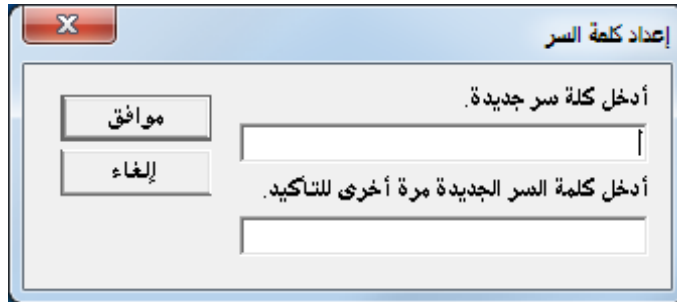 إعداد كلمة السر
أدخل كلة سر جديدة.
موافق
إلغاء
أدخل كلمة السر الجديدة مرة أخرى للتأكيد.